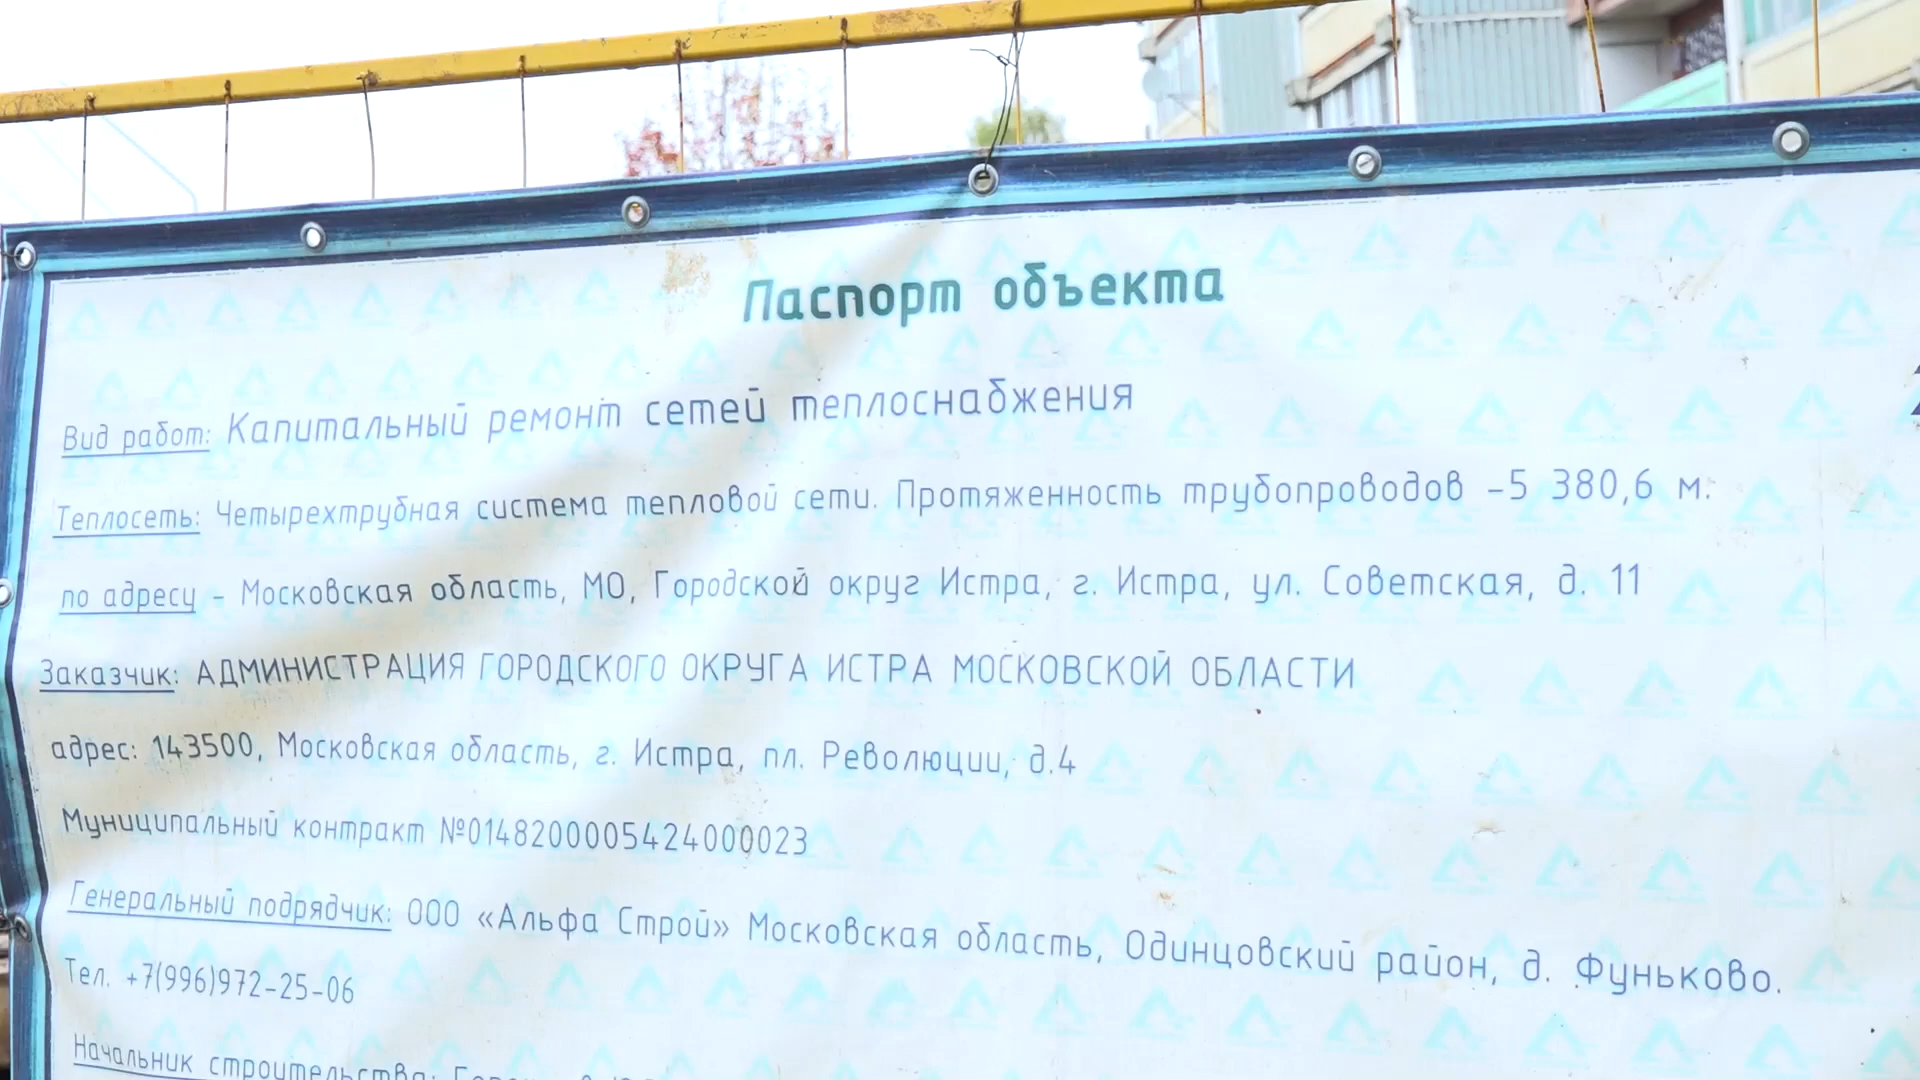 Паспорт объекта
Вид работ: Капитальный ремонт сетей теплоснабжения
Теплосеть: Четырехтрубная система тепловой сети. Протяженность трубопроводов -5 380,6 м.
по адресу - Московская область, МО, Городской округ Истра, г. Истра, ул. Советская, д. 11
Заказчик: АДМИНИСТРАЦИЯ ГОРОДСКОГО ОКРУГА ИСТРА МОСКОВСКОЙ ОБЛАСТИ
адрес: 143500, Московская область, г. Истра, пл. Революции, д.4
Муниципальный контракт №0148200005424000023
Генеральный подрядчик: ООО «Альфа Строй» Московская область, Одинцовский район, д. Фуньково.
Тел. +7(996)972-25-06
Начальник строительства: